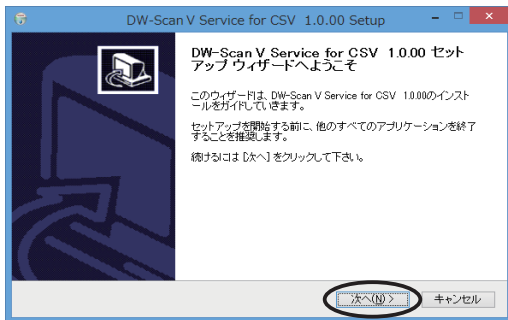 DW-Scan V Service for CSV 1.0.00 Setup
DW-Scan V Service for CSV 1.0.00 セット
アップ ウィザードへようこそ
このウィザードは、DW-Scan V Service for CSV 1.0.00のインスト
ールをガイドしていきます。
セットアップを開始する前に、他のすべてのアプリケーションを終了
することを推奨します。
続けるには [次へ] をクリックして下さい。
次へ(N) >
キャンセル